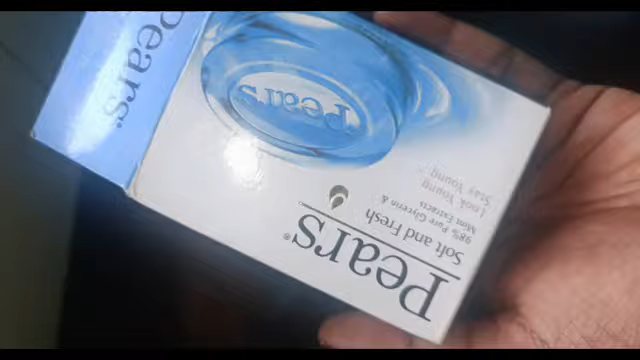 Pears®
Soft and Fresh
98% Pure Glycerin &
Mint Extracts
Look Young
Stay Young
Pears
Pears®